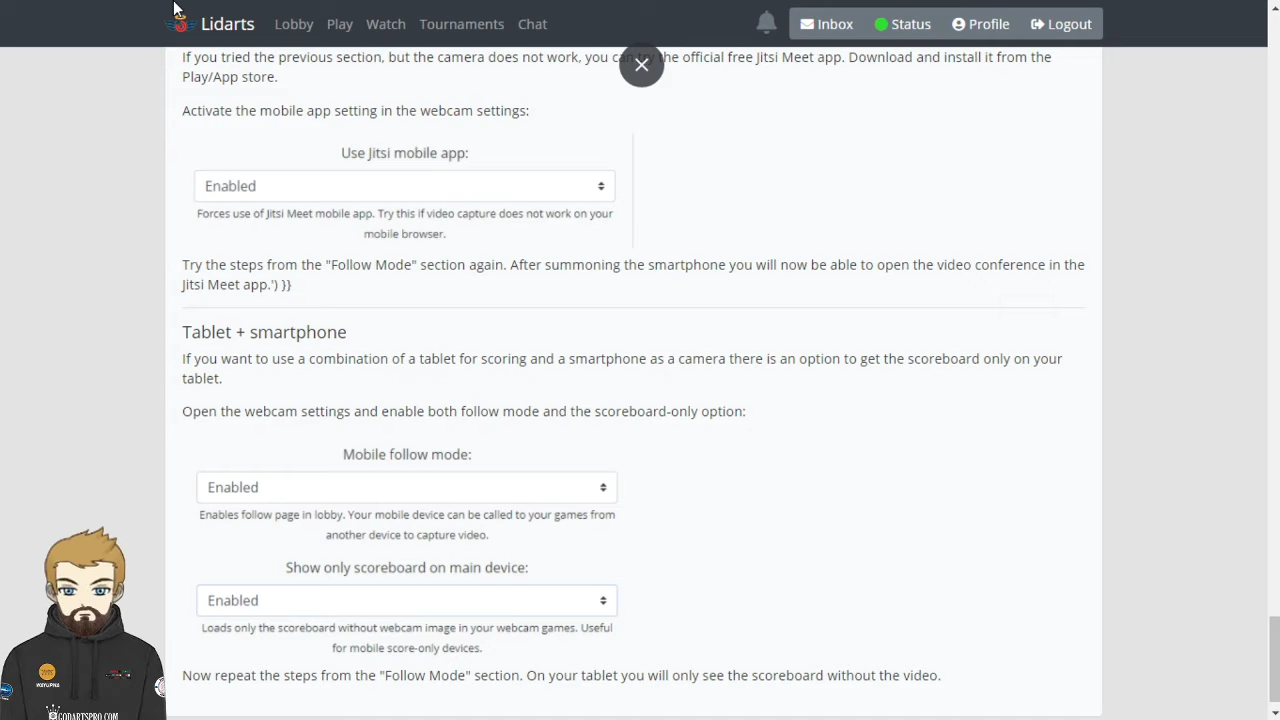 Lidarts Lobby Play Watch Tournaments Chat Inbox Status Profile Logout
If you tried the previous section, but the camera does not work, you can try the official free Jitsi Meet app. Download and install it from the
Play/App store.
Activate the mobile app setting in the webcam settings:
Use Jitsi mobile app:
Enabled
Forces use of Jitsi Meet mobile app. Try this if video capture does not work on your
mobile browser.
Try the steps from the "Follow Mode" section again. After summoning the smartphone you will now be able to open the video conference in the
Jitsi Meet app.') }}
Tablet + smartphone
If you want to use a combination of a tablet for scoring and a smartphone as a camera there is an option to get the scoreboard only on your
tablet.
Open the webcam settings and enable both follow mode and the scoreboard-only option:
Mobile follow mode:
Enabled
Enables follow page in lobby. Your mobile device can be called to your games from
another device to capture video.
Show only scoreboard on main device:
Enabled
Loads only the scoreboard without webcam image in your webcam games. Useful
for mobile score-only devices.
Now repeat the steps from the "Follow Mode" section. On your tablet you will only see the scoreboard without the video.
GODARTSPRO.COM